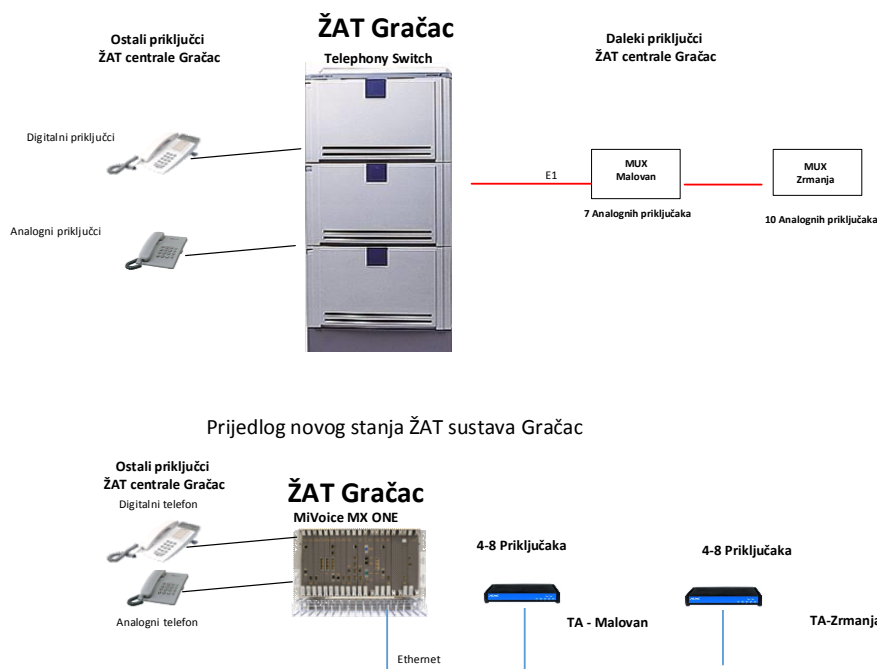 ŽAT Gračac
Telephony Switch
Ostali priključci
ŽAT centrale Gračac
Daleki priključci
ŽAT centrale Gračac
Digitalni priključci
Analogni priključci
E1
MUX
Malovan
7 Analognih priključaka
MUX
Zrmanja
10 Analognih priključaka
Prijedlog novog stanja ŽAT sustava Gračac
Ostali priključci
ŽAT centrale Gračac
Digitalni telefon
Analogni telefon
ŽAT Gračac
MiVoice MX ONE
Ethernet
4-8 Priključaka
TA - Malovan
4-8 Priključaka
TA-Zrmanja